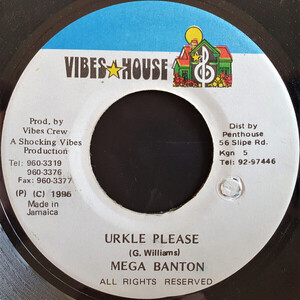 VIBES HOUSE
Prod. by
Vibes Crew
A Shocking Vibes
Production
Tel: 960-3319
960-3376
Fax: 960-3377
(P) (C) 1996
Made in
Jamaica
Dist by
Penthouse
56 Slipe Rd.
Kgn 5
Tel: 92-97446
URKLE PLEASE
(G. Williams)
MEGA BANTON
ALL RIGHTS RESERVED